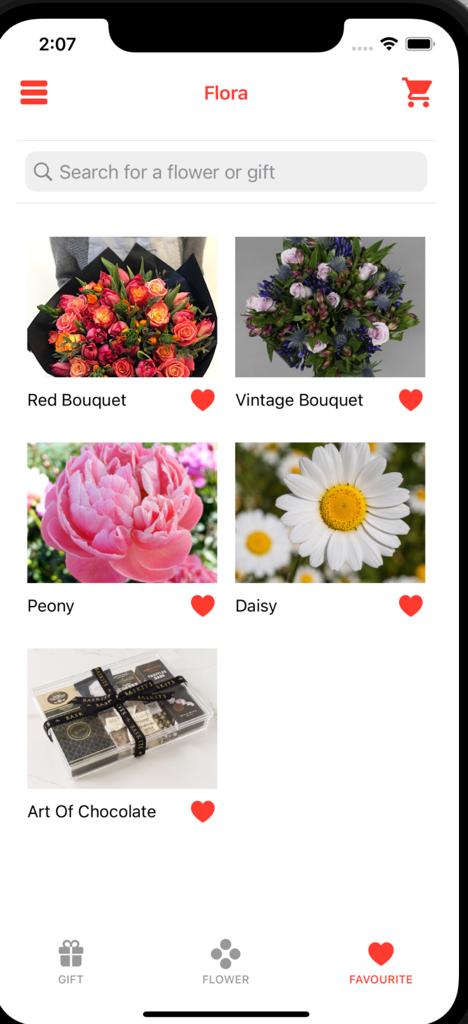 2:07
Flora
Search for a flower or gift
Red Bouquet
Vintage Bouquet
Peony
Daisy
Art Of Chocolate
GIFT
FLOWER
FAVOURITE